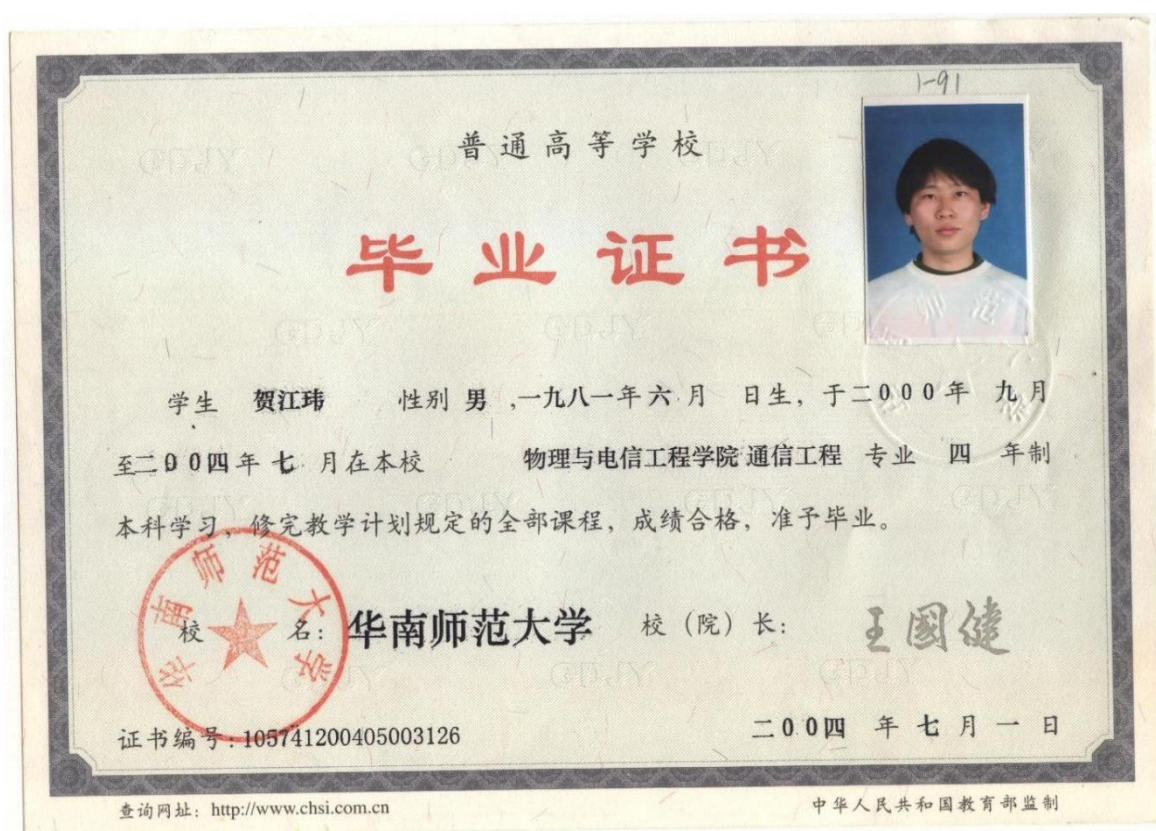 1-91
普通高等学校
毕业证书
学生 贺江玮 性别 男 ,一九八一年六月 日生,于二000年 九月
至二00四年 七 月在本校 物理与电信工程学院 通信工程 专业 四 年制
本科学习,修完教学计划规定的全部课程,成绩合格,准予毕业。
华南师范大学
校 名: 华南师范大学 校(院)长: 王國健
证书编号: 105741200405003126 二00四 年 七 月 一 日
查询网址: http://www.chsi.com.cn 中华人民共和国教育部监制